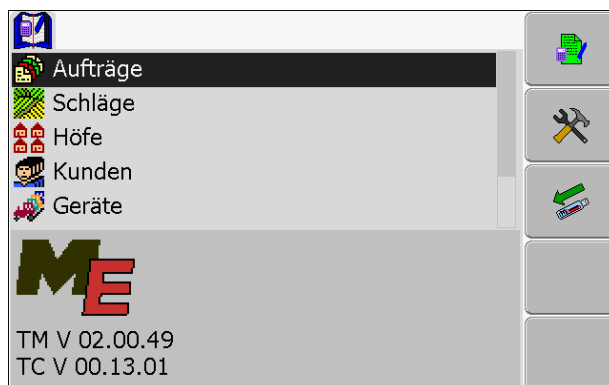 Aufträge
Schläge
Höfe
Kunden
Geräte
ME
TM V 02.00.49
TC V 00.13.01